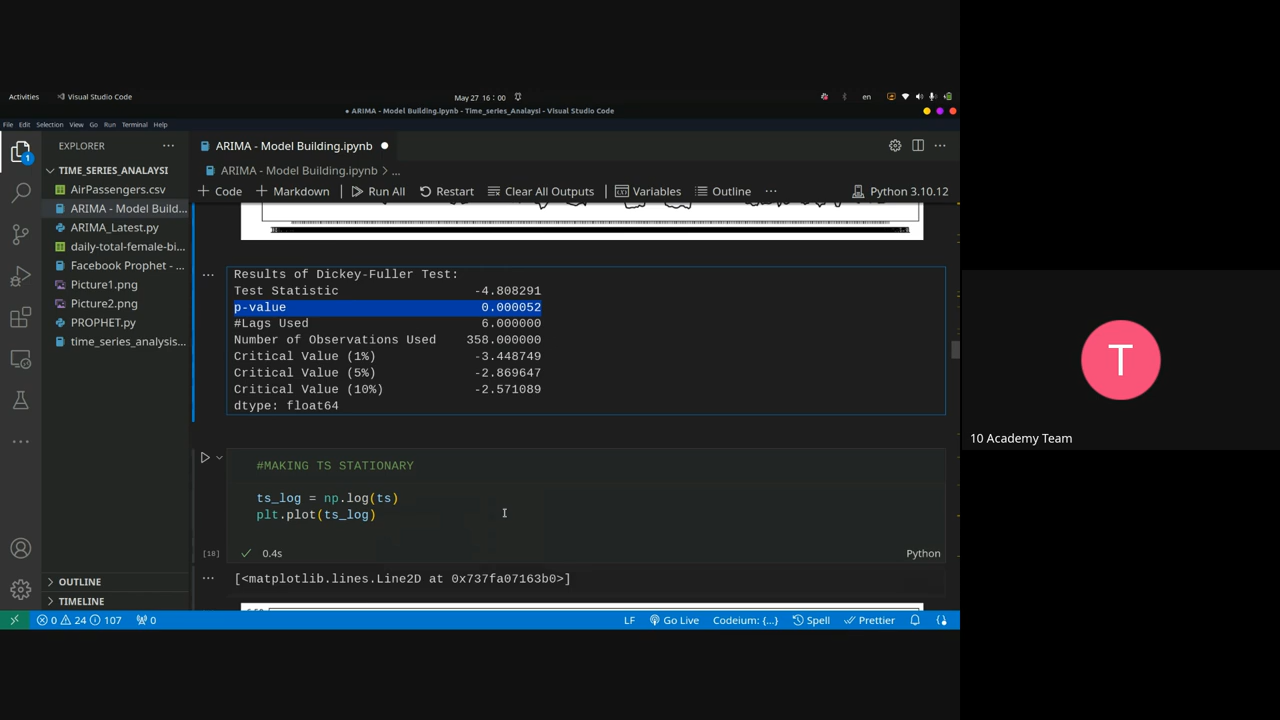 Activities
Visual Studio Code
May 27 16:00
en
ARIMA - Model Building.ipynb - Time_series_Analaysi - Visual Studio Code
File Edit Selection View Go Run Terminal Help
EXPLORER
TIME_SERIES_ANALAYSI
AirPassengers.csv
ARIMA - Model Build...
ARIMA_Latest.py
daily-total-female-bi...
Facebook Prophet - ...
Picture1.png
Picture2.png
PROPHET.py
time_series_analysis...
OUTLINE
TIMELINE
1
ARIMA - Model Building.ipynb
ARIMA - Model Building.ipynb > ...
+ Code + Markdown Run All Restart Clear All Outputs Variables Outline ... Python 3.10.12
...
Results of Dickey-Fuller Test:
Test Statistic -4.808291
p-value 0.000052
#Lags Used 6.000000
Number of Observations Used 358.000000
Critical Value (1%) -3.448749
Critical Value (5%) -2.869647
Critical Value (10%) -2.571089
dtype: float64
#MAKING TS STATIONARY
ts_log = np.log(ts)
plt.plot(ts_log)
[18] 0.4s Python
... [<matplotlib.lines.Line2D at 0x737fa07163b0>]
0 24 107 0 LF Go Live Codeium: {...} Spell Prettier
T
10 Academy Team